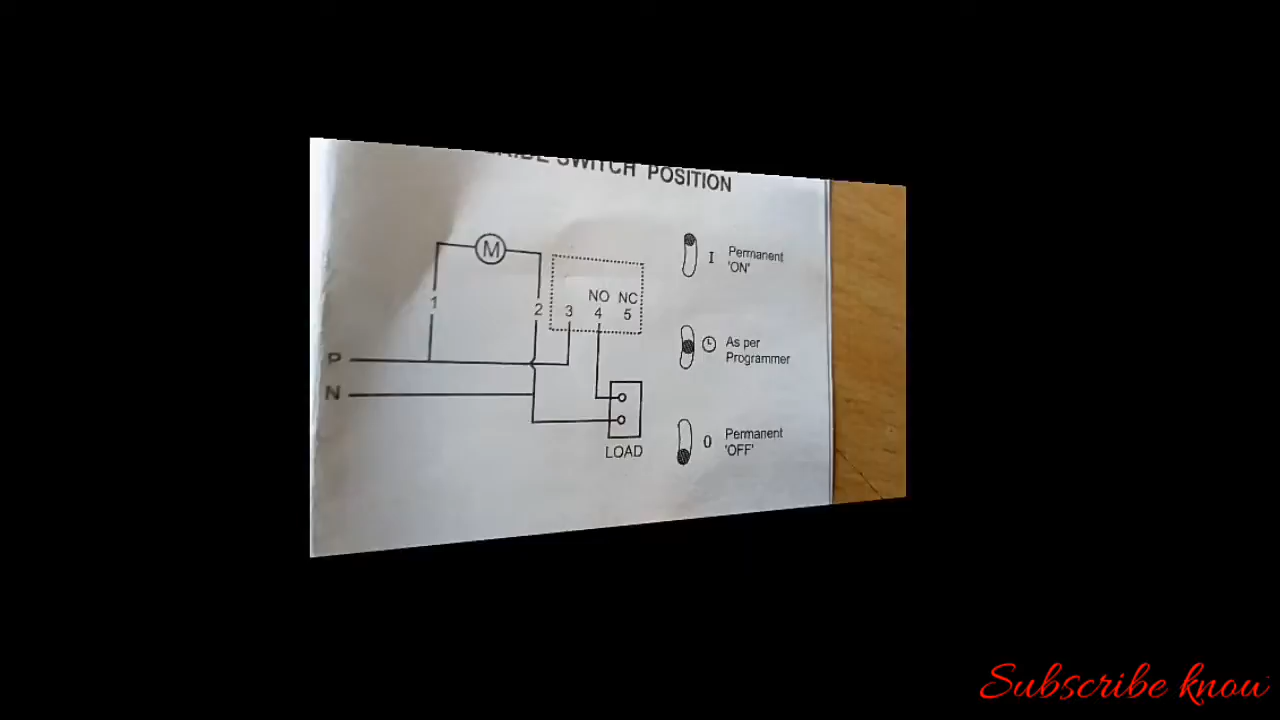 SWITCH POSITION
M
1
2
3
NO
4
NC
5
P
N
LOAD
I
Permanent
'ON'
As per
Programmer
0
Permanent
'OFF'
Subscribe know